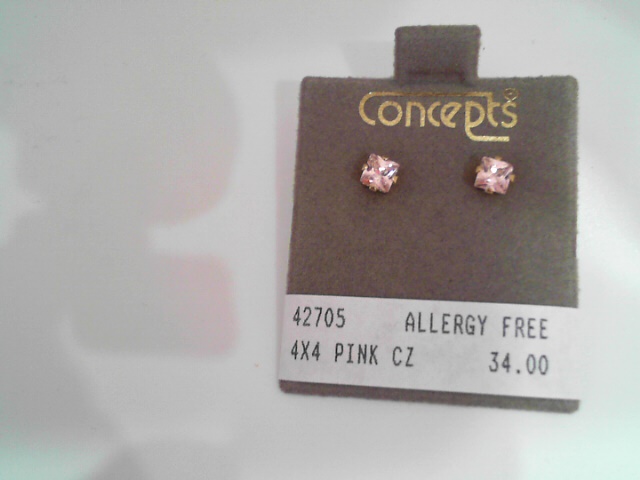 Concepts®
42705 ALLERGY FREE
4X4 PINK CZ 34.00